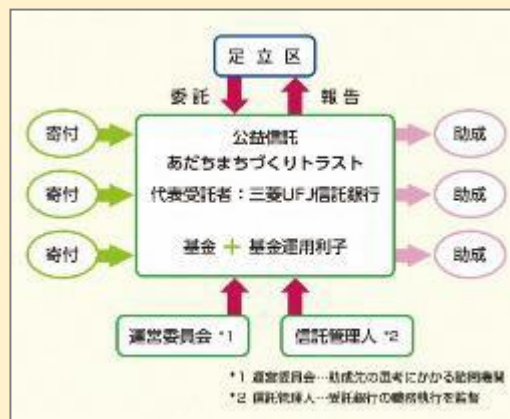 足立区
委託 報告
寄付 公益信託 助成
あだちまちづくりトラスト
寄付 代表受託者：三菱UFJ信託銀行 助成
寄付 基金 + 基金運用利子 助成
運営委員会 *1 信託管理人 *2
*1 運営委員会…助成先の選考にかかる諮問機関
*2 信託管理人…受託銀行の職務執行を監督